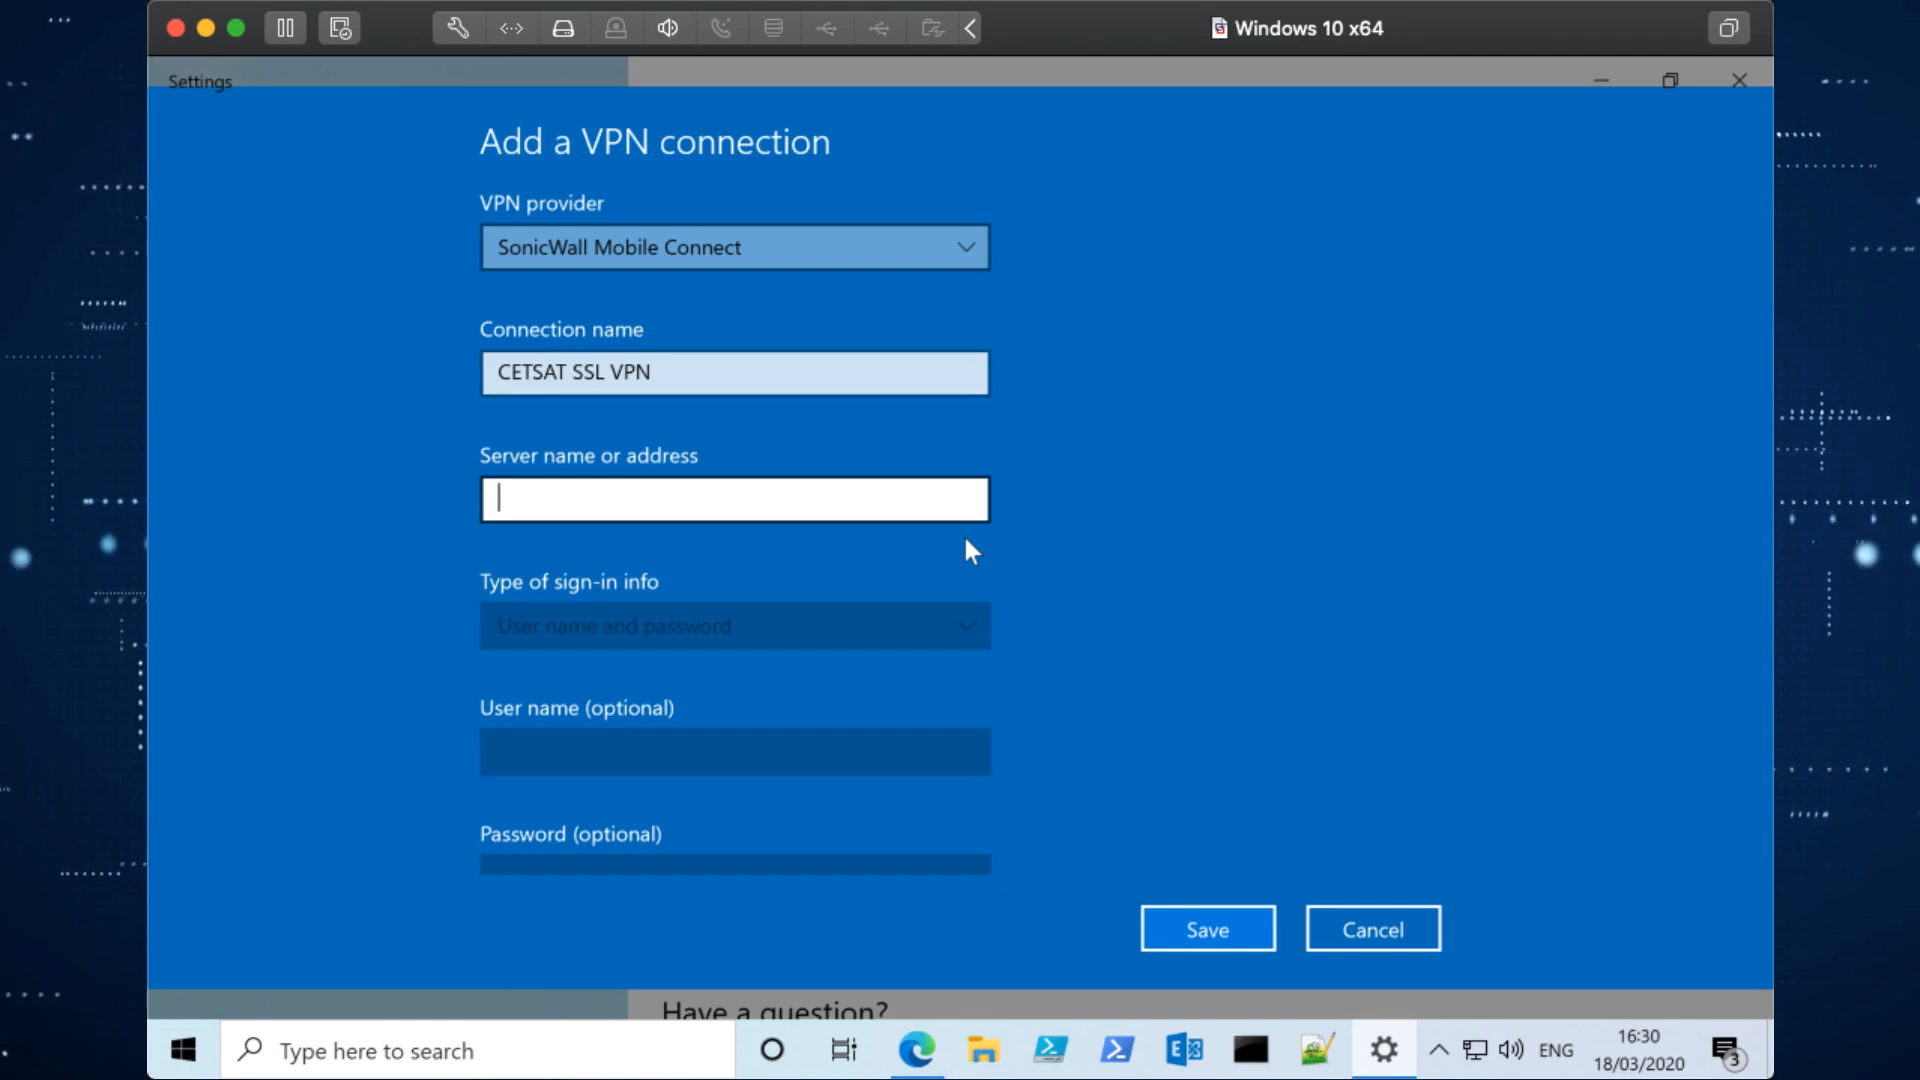 Windows 10 x64
Settings
Add a VPN connection
VPN provider
SonicWall Mobile Connect
Connection name
CETSAT SSL VPN
Server name or address
Type of sign-in info
User name and password
User name (optional)
Password (optional)
Save
Cancel
Have a question?
Type here to search
ENG
16:30
18/03/2020
3